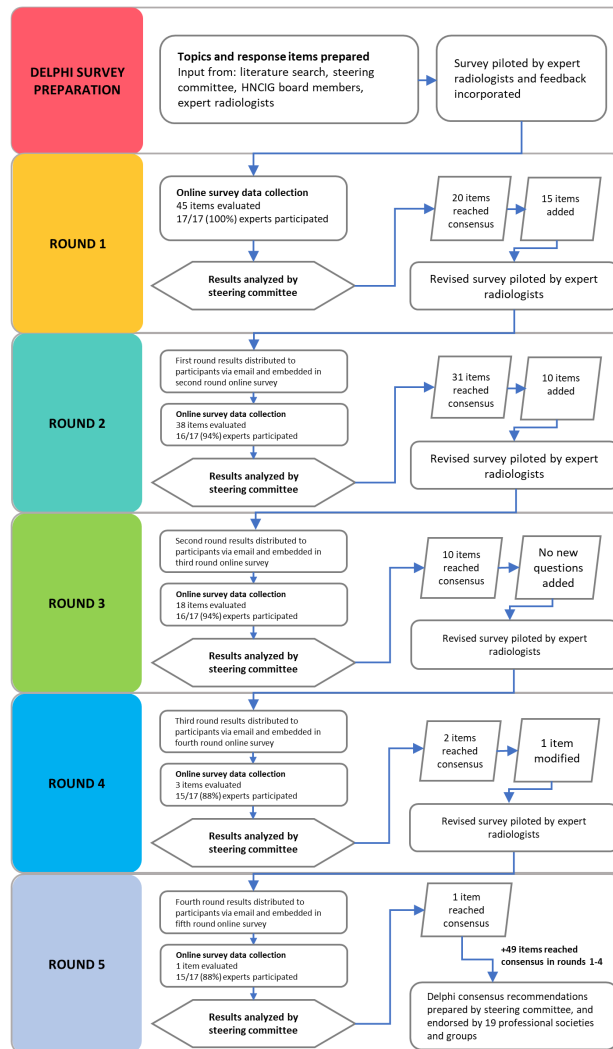 DELPHI SURVEY
PREPARATION
Topics and response items prepared
Input from: literature search, steering
committee, HNCIG board members,
expert radiologists
Survey piloted by expert
radiologists and feedback
incorporated
ROUND 1
Online survey data collection
45 items evaluated
17/17 (100%) experts participated
Results analyzed by
steering committee
20 items
reached
consensus
15 items
added
Revised survey piloted by expert
radiologists
ROUND 2
First round results distributed to
participants via email and embedded in
second round online survey
Online survey data collection
38 items evaluated
16/17 (94%) experts participated
Results analyzed by
steering committee
31 items
reached
consensus
10 items
added
Revised survey piloted by expert
radiologists
ROUND 3
Second round results distributed to
participants via email and embedded in
third round online survey
Online survey data collection
18 items evaluated
16/17 (94%) experts participated
Results analyzed by
steering committee
10 items
reached
consensus
No new
questions
added
Revised survey piloted by expert
radiologists
ROUND 4
Third round results distributed to
participants via email and embedded in
fourth round online survey
Online survey data collection
3 items evaluated
15/17 (88%) experts participated
Results analyzed by
steering committee
2 items
reached
consensus
1 item
modified
Revised survey piloted by expert
radiologists
ROUND 5
Fourth round results distributed to
participants via email and embedded in
fifth round online survey
Online survey data collection
1 item evaluated
15/17 (88%) experts participated
Results analyzed by
steering committee
1 item
reached
consensus
+49 items reached
consensus in rounds 1-4
Delphi consensus recommendations
prepared by steering committee, and
endorsed by 19 professional societies
and groups